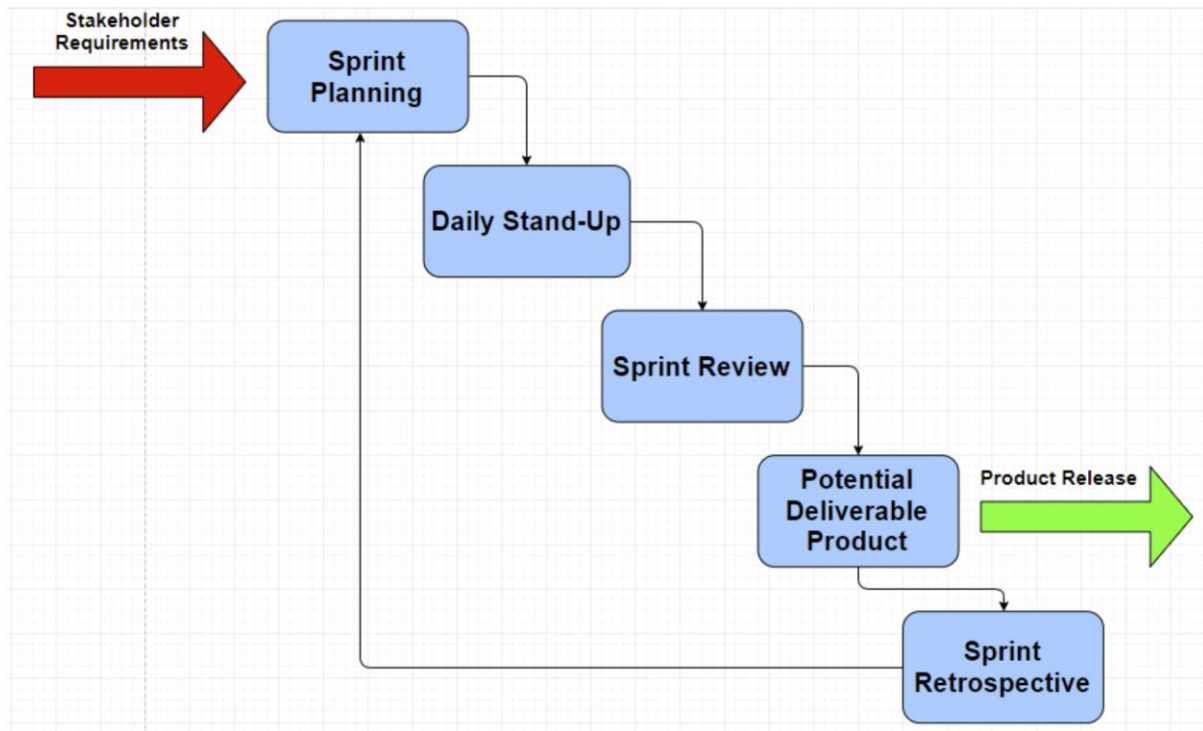 Stakeholder
Requirements
Sprint
Planning
Daily Stand-Up
Sprint Review
Potential
Deliverable
Product
Product Release
Sprint
Retrospective